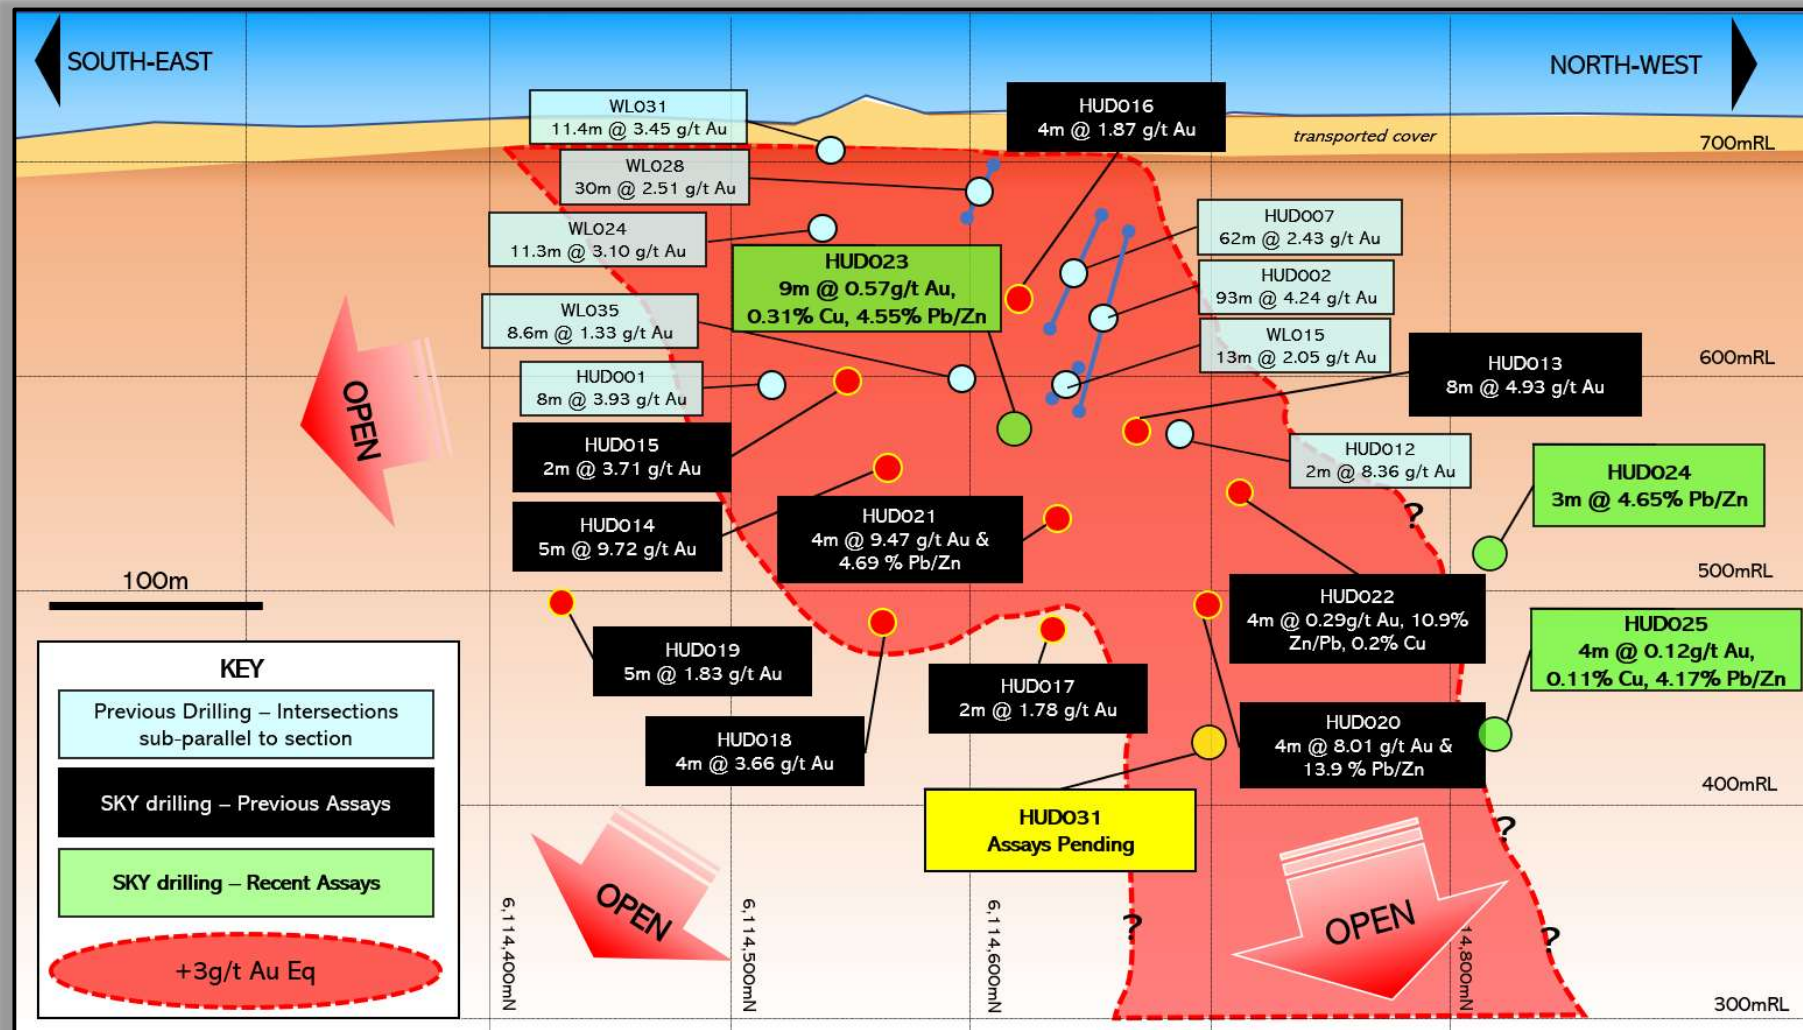 SOUTH-EAST
NORTH-WEST
WL031
11.4m @ 3.45 g/t Au
HUD016
4m @ 1.87 g/t Au
transported cover
700mRL
WL028
30m @ 2.51 g/t Au
WL024
11.3m @ 3.10 g/t Au
HUD007
62m @ 2.43 g/t Au
HUD023
9m @ 0.57g/t Au,
0.31% Cu, 4.55% Pb/Zn
HUD002
93m @ 4.24 g/t Au
WL035
8.6m @ 1.33 g/t Au
WL015
13m @ 2.05 g/t Au
600mRL
HUD013
8m @ 4.93 g/t Au
HUD001
8m @ 3.93 g/t Au
OPEN
HUD015
2m @ 3.71 g/t Au
HUD012
2m @ 8.36 g/t Au
HUD024
3m @ 4.65% Pb/Zn
?
HUD014
5m @ 9.72 g/t Au
HUD021
4m @ 9.47 g/t Au &
4.69 % Pb/Zn
500mRL
100m
HUD022
4m @ 0.29g/t Au, 10.9%
Zn/Pb, 0.2% Cu
HUD025
4m @ 0.12g/t Au,
0.11% Cu, 4.17% Pb/Zn
HUD019
5m @ 1.83 g/t Au
HUD017
2m @ 1.78 g/t Au
HUD018
4m @ 3.66 g/t Au
HUD020
4m @ 8.01 g/t Au &
13.9 % Pb/Zn
400mRL
HUD031
Assays Pending
?
OPEN
OPEN
?
?
6,114,400mN
6,114,500mN
6,114,600mN
14,800mN
300mRL
KEY
Previous Drilling – Intersections
sub-parallel to section
SKY drilling – Previous Assays
SKY drilling – Recent Assays
+3g/t Au Eq